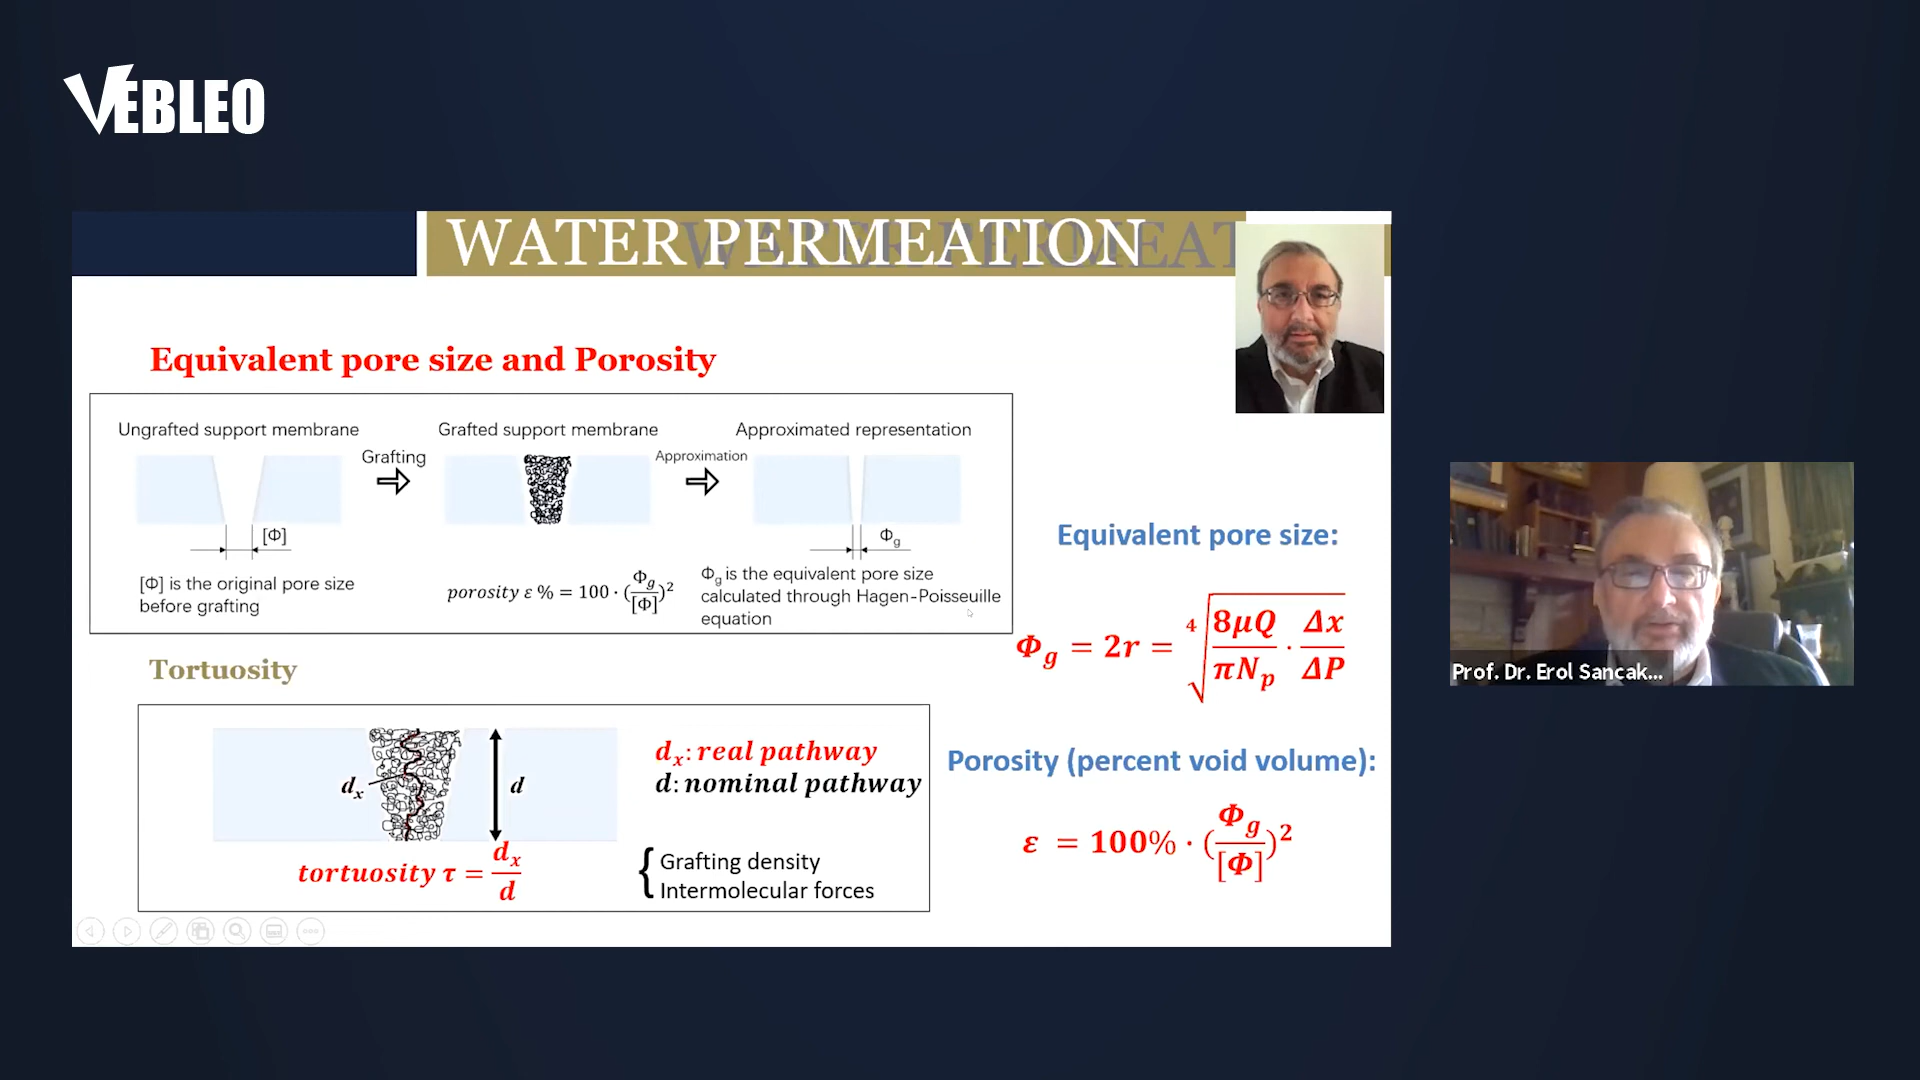 VEBLEO
WATER PERMEATION
Equivalent pore size and Porosity
Ungrafted support membrane
Grafting
Grafted support membrane
Approximation
Approximated representation
[Φ]
Φg
[Φ] is the original pore size
before grafting
porosity ε % = 100 · (Φg/[Φ])²
Φg is the equivalent pore size
calculated through Hagen-Poisseuille
equation
Equivalent pore size:
Φg = 2r = ⁴√(8μQ/πNp · Δx/ΔP)
Tortuosity
dx
d
dx: real pathway
d: nominal pathway
tortuosity τ = dx/d
{ Grafting density
Intermolecular forces
Porosity (percent void volume):
ε = 100% · (Φg/[Φ])²
Prof. Dr. Erol Sancak...